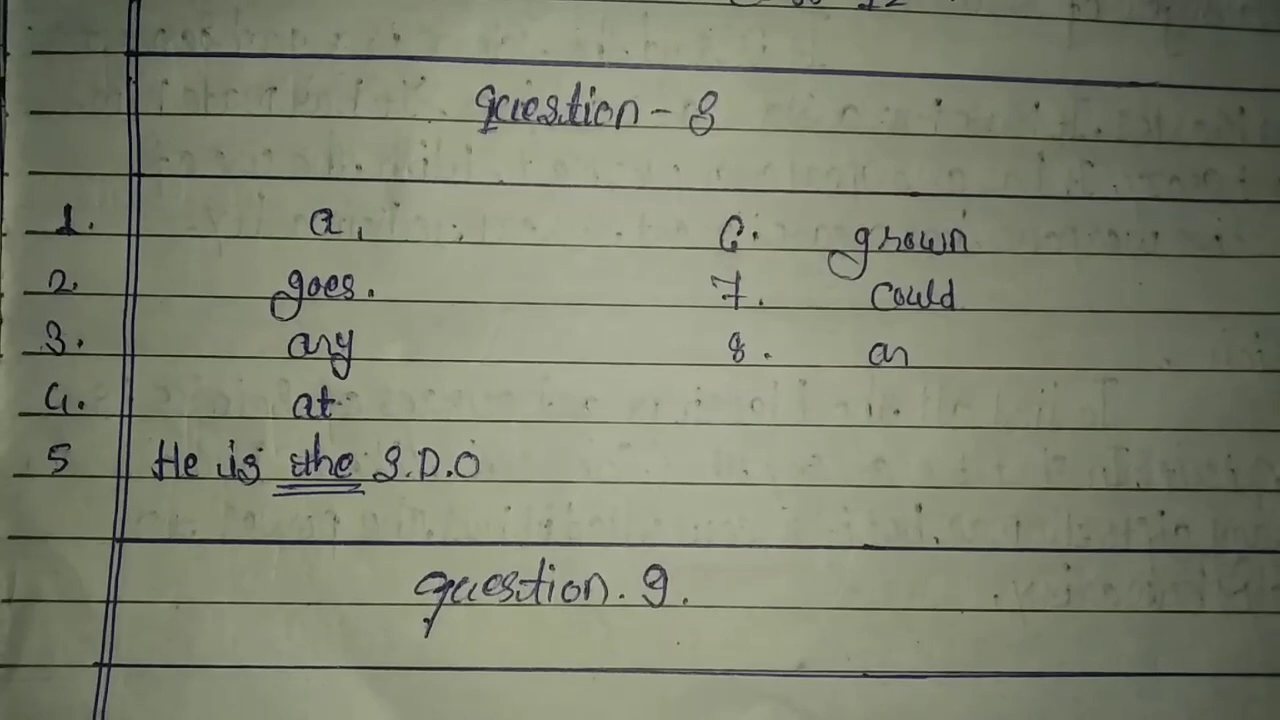 Question - 8
1. a, 6. grown
2. goes. 7. could
3. any 8. an
4. at
5 He is the S.D.O
question. 9.